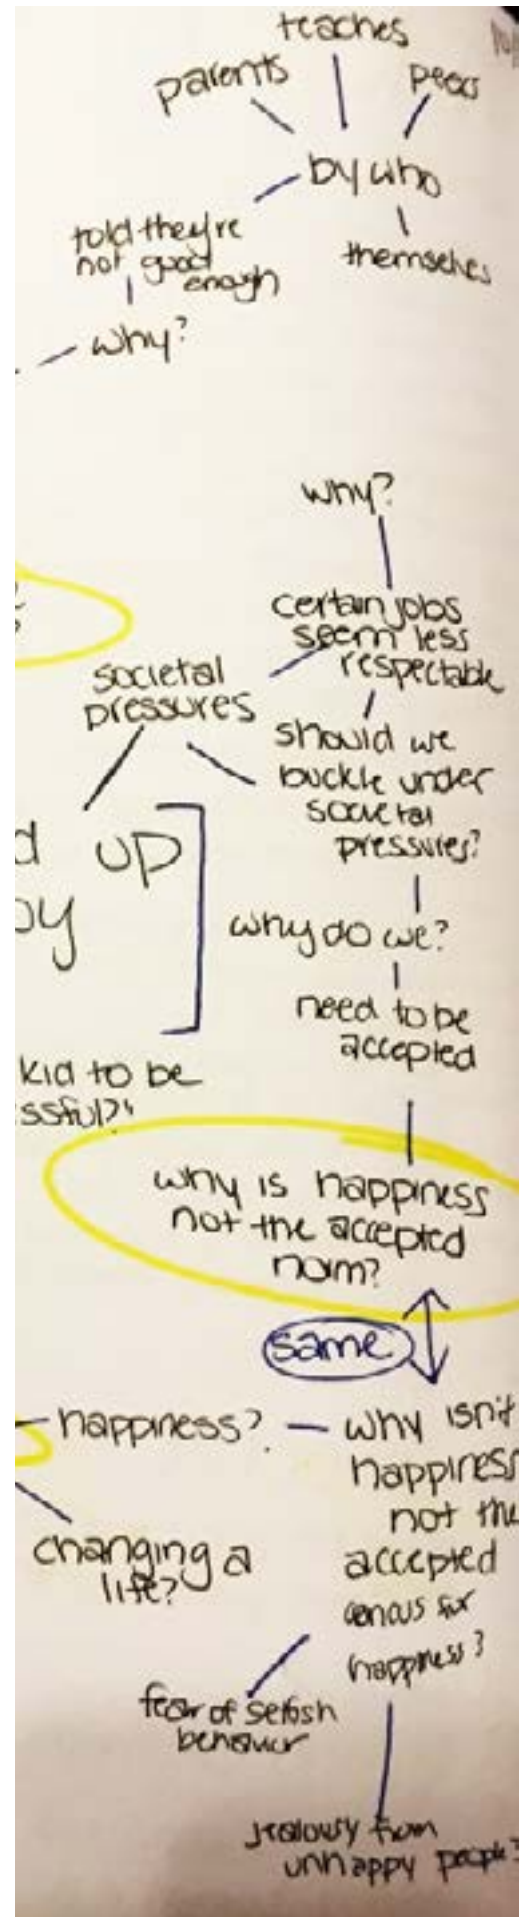 teaches
parents
peers
by who
told they're
not good
enough
themselves
why?
why?
certain jobs
seem less
respectable
societal
pressures
should we
buckle under
societal
pressures?
up
why do we?
need to be
accepted
kid to be
ssful?"
why is happiness
not the accepted
norm?
same
happiness?
why isn't
happiness
not the
accepted
for
happiness?
changing a
life?
fear of selfish
behavior
jealousy from
unhappy people?